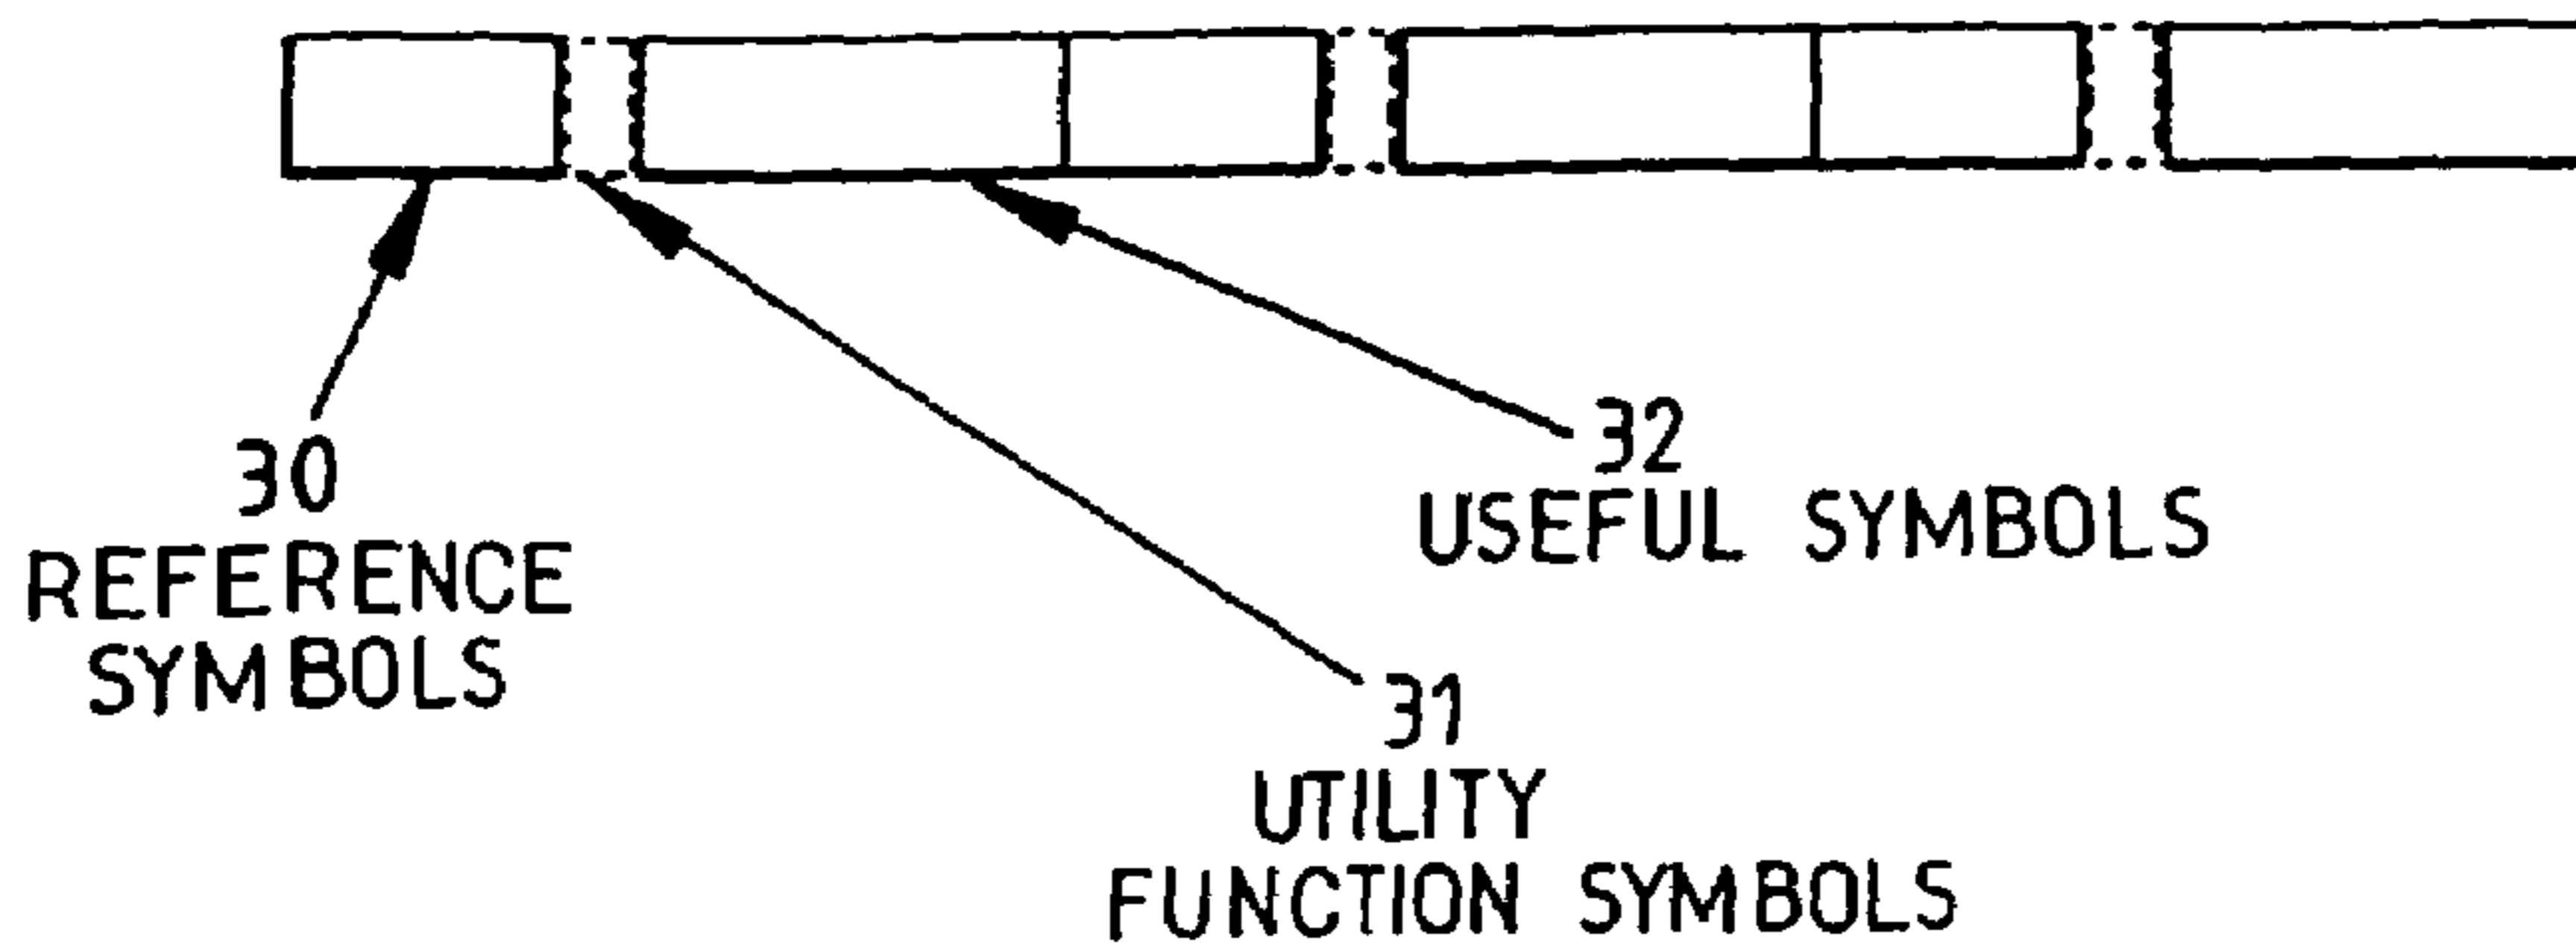 30
REFERENCE
SYMBOLS
32
USEFUL SYMBOLS
31
UTILITY
FUNCTION SYMBOLS